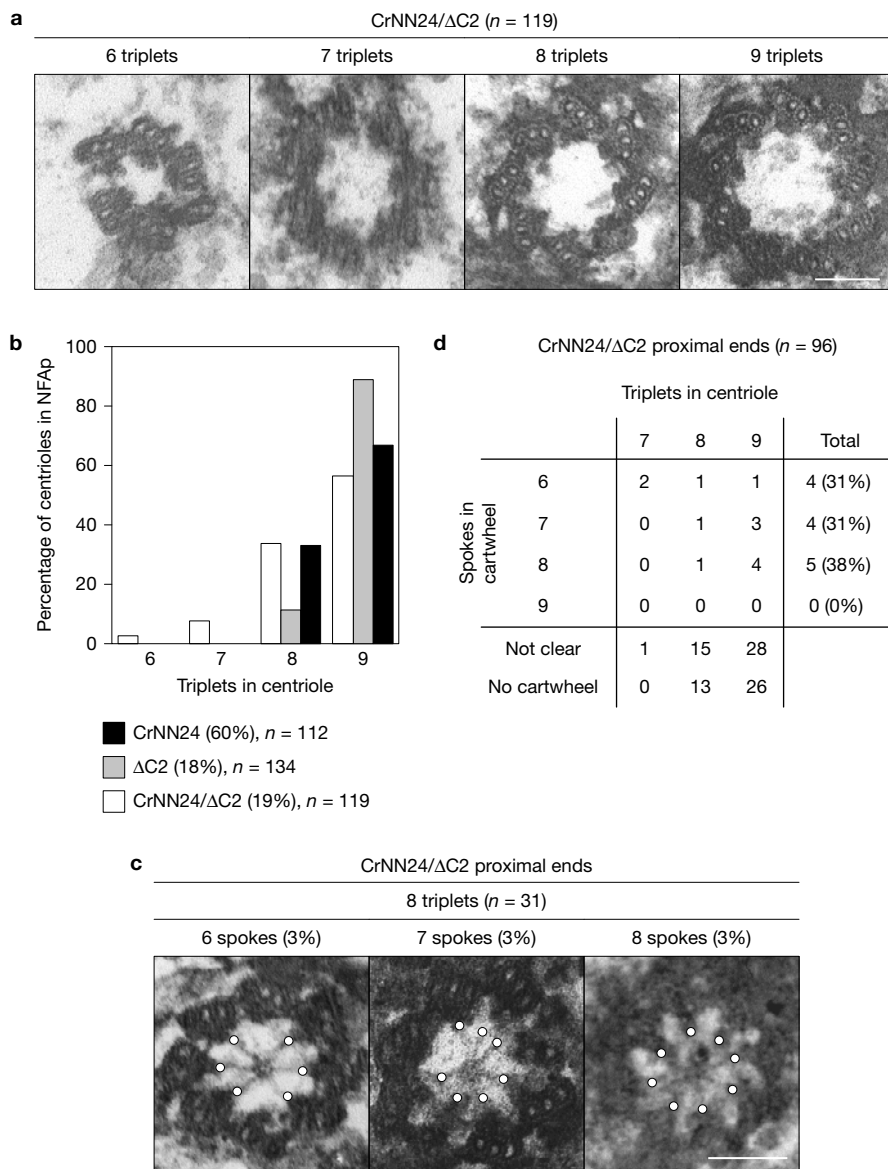 a
CrNN24/ΔC2 (n = 119)
6 triplets 7 triplets 8 triplets 9 triplets
b
Percentage of centrioles in NFAp
100
80
60
40
20
0
6 7 8 9
Triplets in centriole
CrNN24 (60%), n = 112
ΔC2 (18%), n = 134
CrNN24/ΔC2 (19%), n = 119
d
CrNN24/ΔC2 proximal ends (n = 96)
Triplets in centriole
7 8 9 Total
Spokes in
cartwheel
6 2 1 1 4 (31%)
7 0 1 3 4 (31%)
8 0 1 4 5 (38%)
9 0 0 0 0 (0%)
Not clear 1 15 28
No cartwheel 0 13 26
c
CrNN24/ΔC2 proximal ends
8 triplets (n = 31)
6 spokes (3%) 7 spokes (3%) 8 spokes (3%)